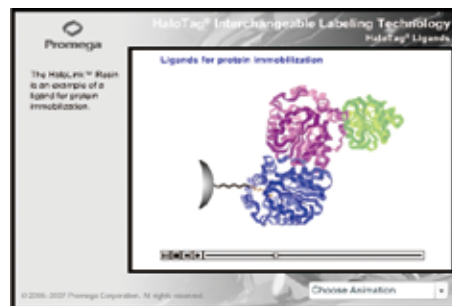 HaloTag® Interchangeable Labeling Technology
HaloTag® Ligands
Promega
The HaloLink™ Resin
is an example of a
ligand for protein
immobilization.
Ligands for protein immobilization
© 2006, 2007 Promega Corporation. All rights reserved.
Choose Animation